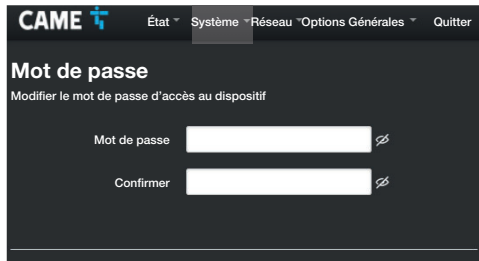 CAME État Système Réseau Options Générales Quitter
Mot de passe
Modifier le mot de passe d'accès au dispositif
Mot de passe
Confirmer